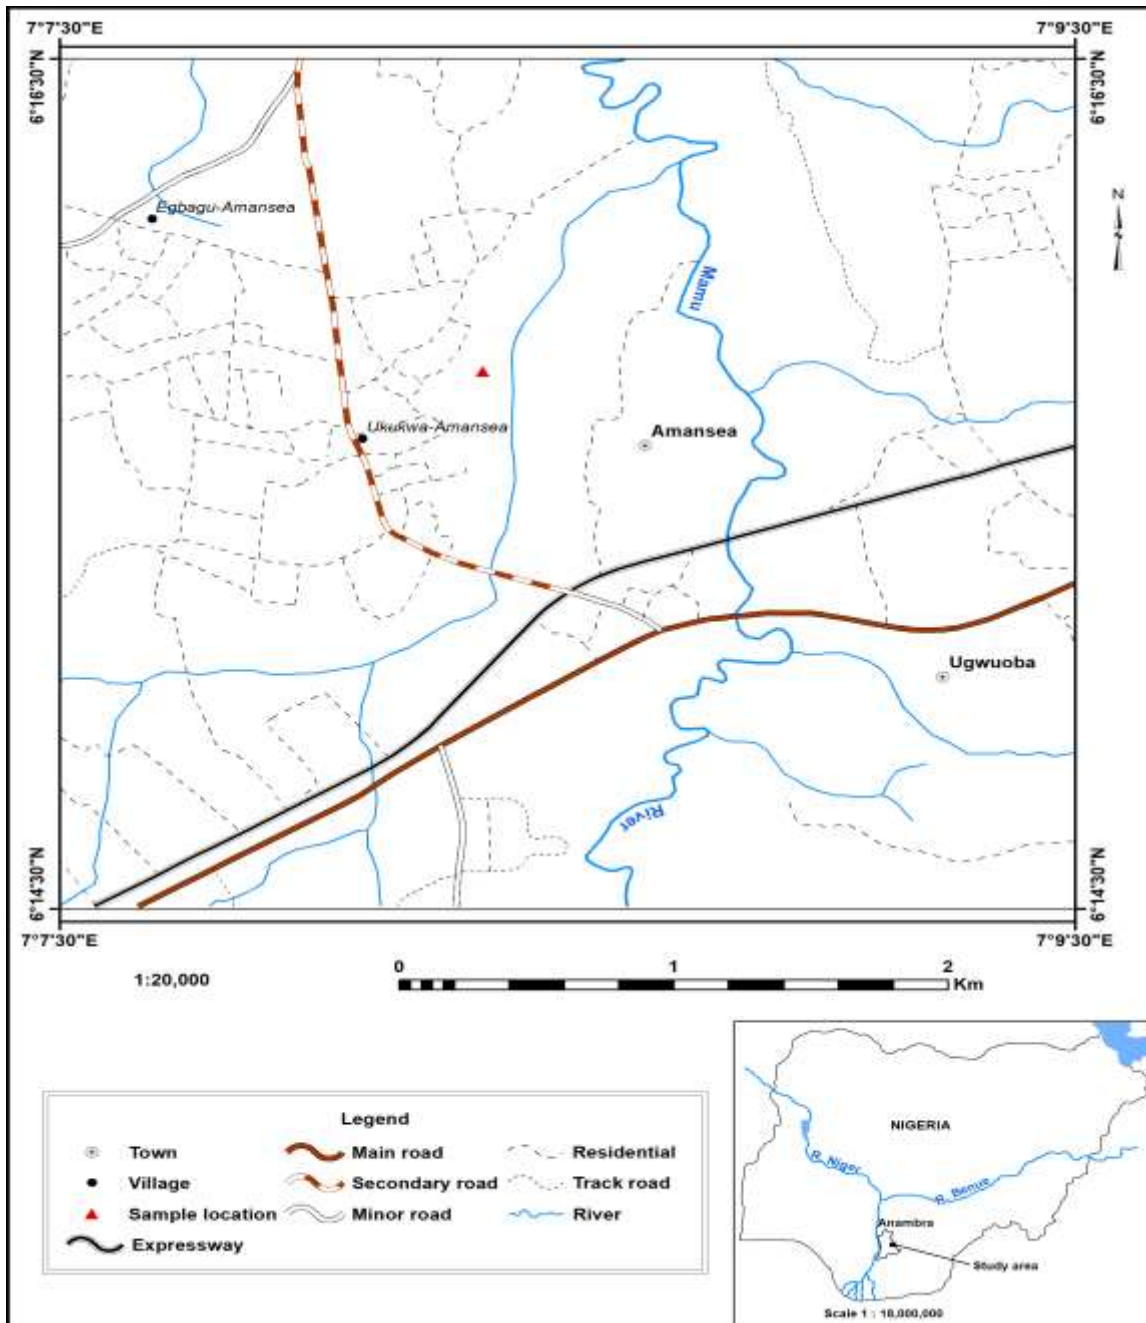 7°7'30"E
7°9'30"E
6°16'30"N
6°16'30"N
N
Egbagu-Amansea
Mamu
Ukukwa-Amansea
Amansea
Ugwuoba
River
6°14'30"N
6°14'30"N
7°7'30"E
7°9'30"E
1:20,000
0 1 2
Km
Legend
Town
Main road
Residential
Village
Secondary road
Track road
Sample location
Minor road
River
Expressway
NIGERIA
R. Niger
R. Benue
Anambra
Study area
Scale 1 : 18,000,000